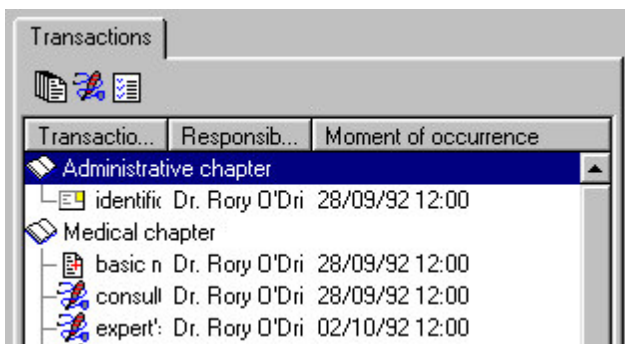 Transactions
Transactio... Responsib... Moment of occurrence
Administrative chapter
identific Dr. Rory O'Dri 28/09/92 12:00
Medical chapter
basic n Dr. Rory O'Dri 28/09/92 12:00
consult Dr. Rory O'Dri 28/09/92 12:00
expert': Dr. Rory O'Dri 02/10/92 12:00